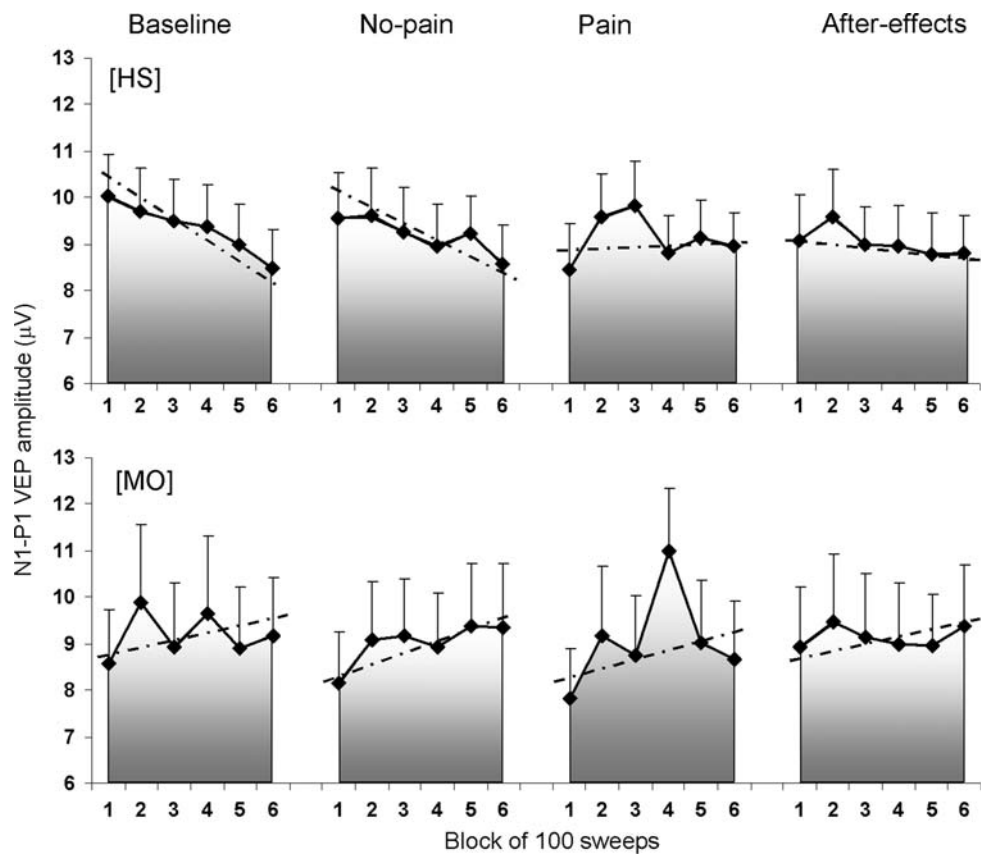 Baseline No-pain Pain After-effects
13
[HS]
12
11
10
9
8
7
6
1 2 3 4 5 6 1 2 3 4 5 6 1 2 3 4 5 6 1 2 3 4 5 6
N1-P1 VEP amplitude (µV)
13
[MO]
12
11
10
9
8
7
6
1 2 3 4 5 6 1 2 3 4 5 6 1 2 3 4 5 6 1 2 3 4 5 6
Block of 100 sweeps